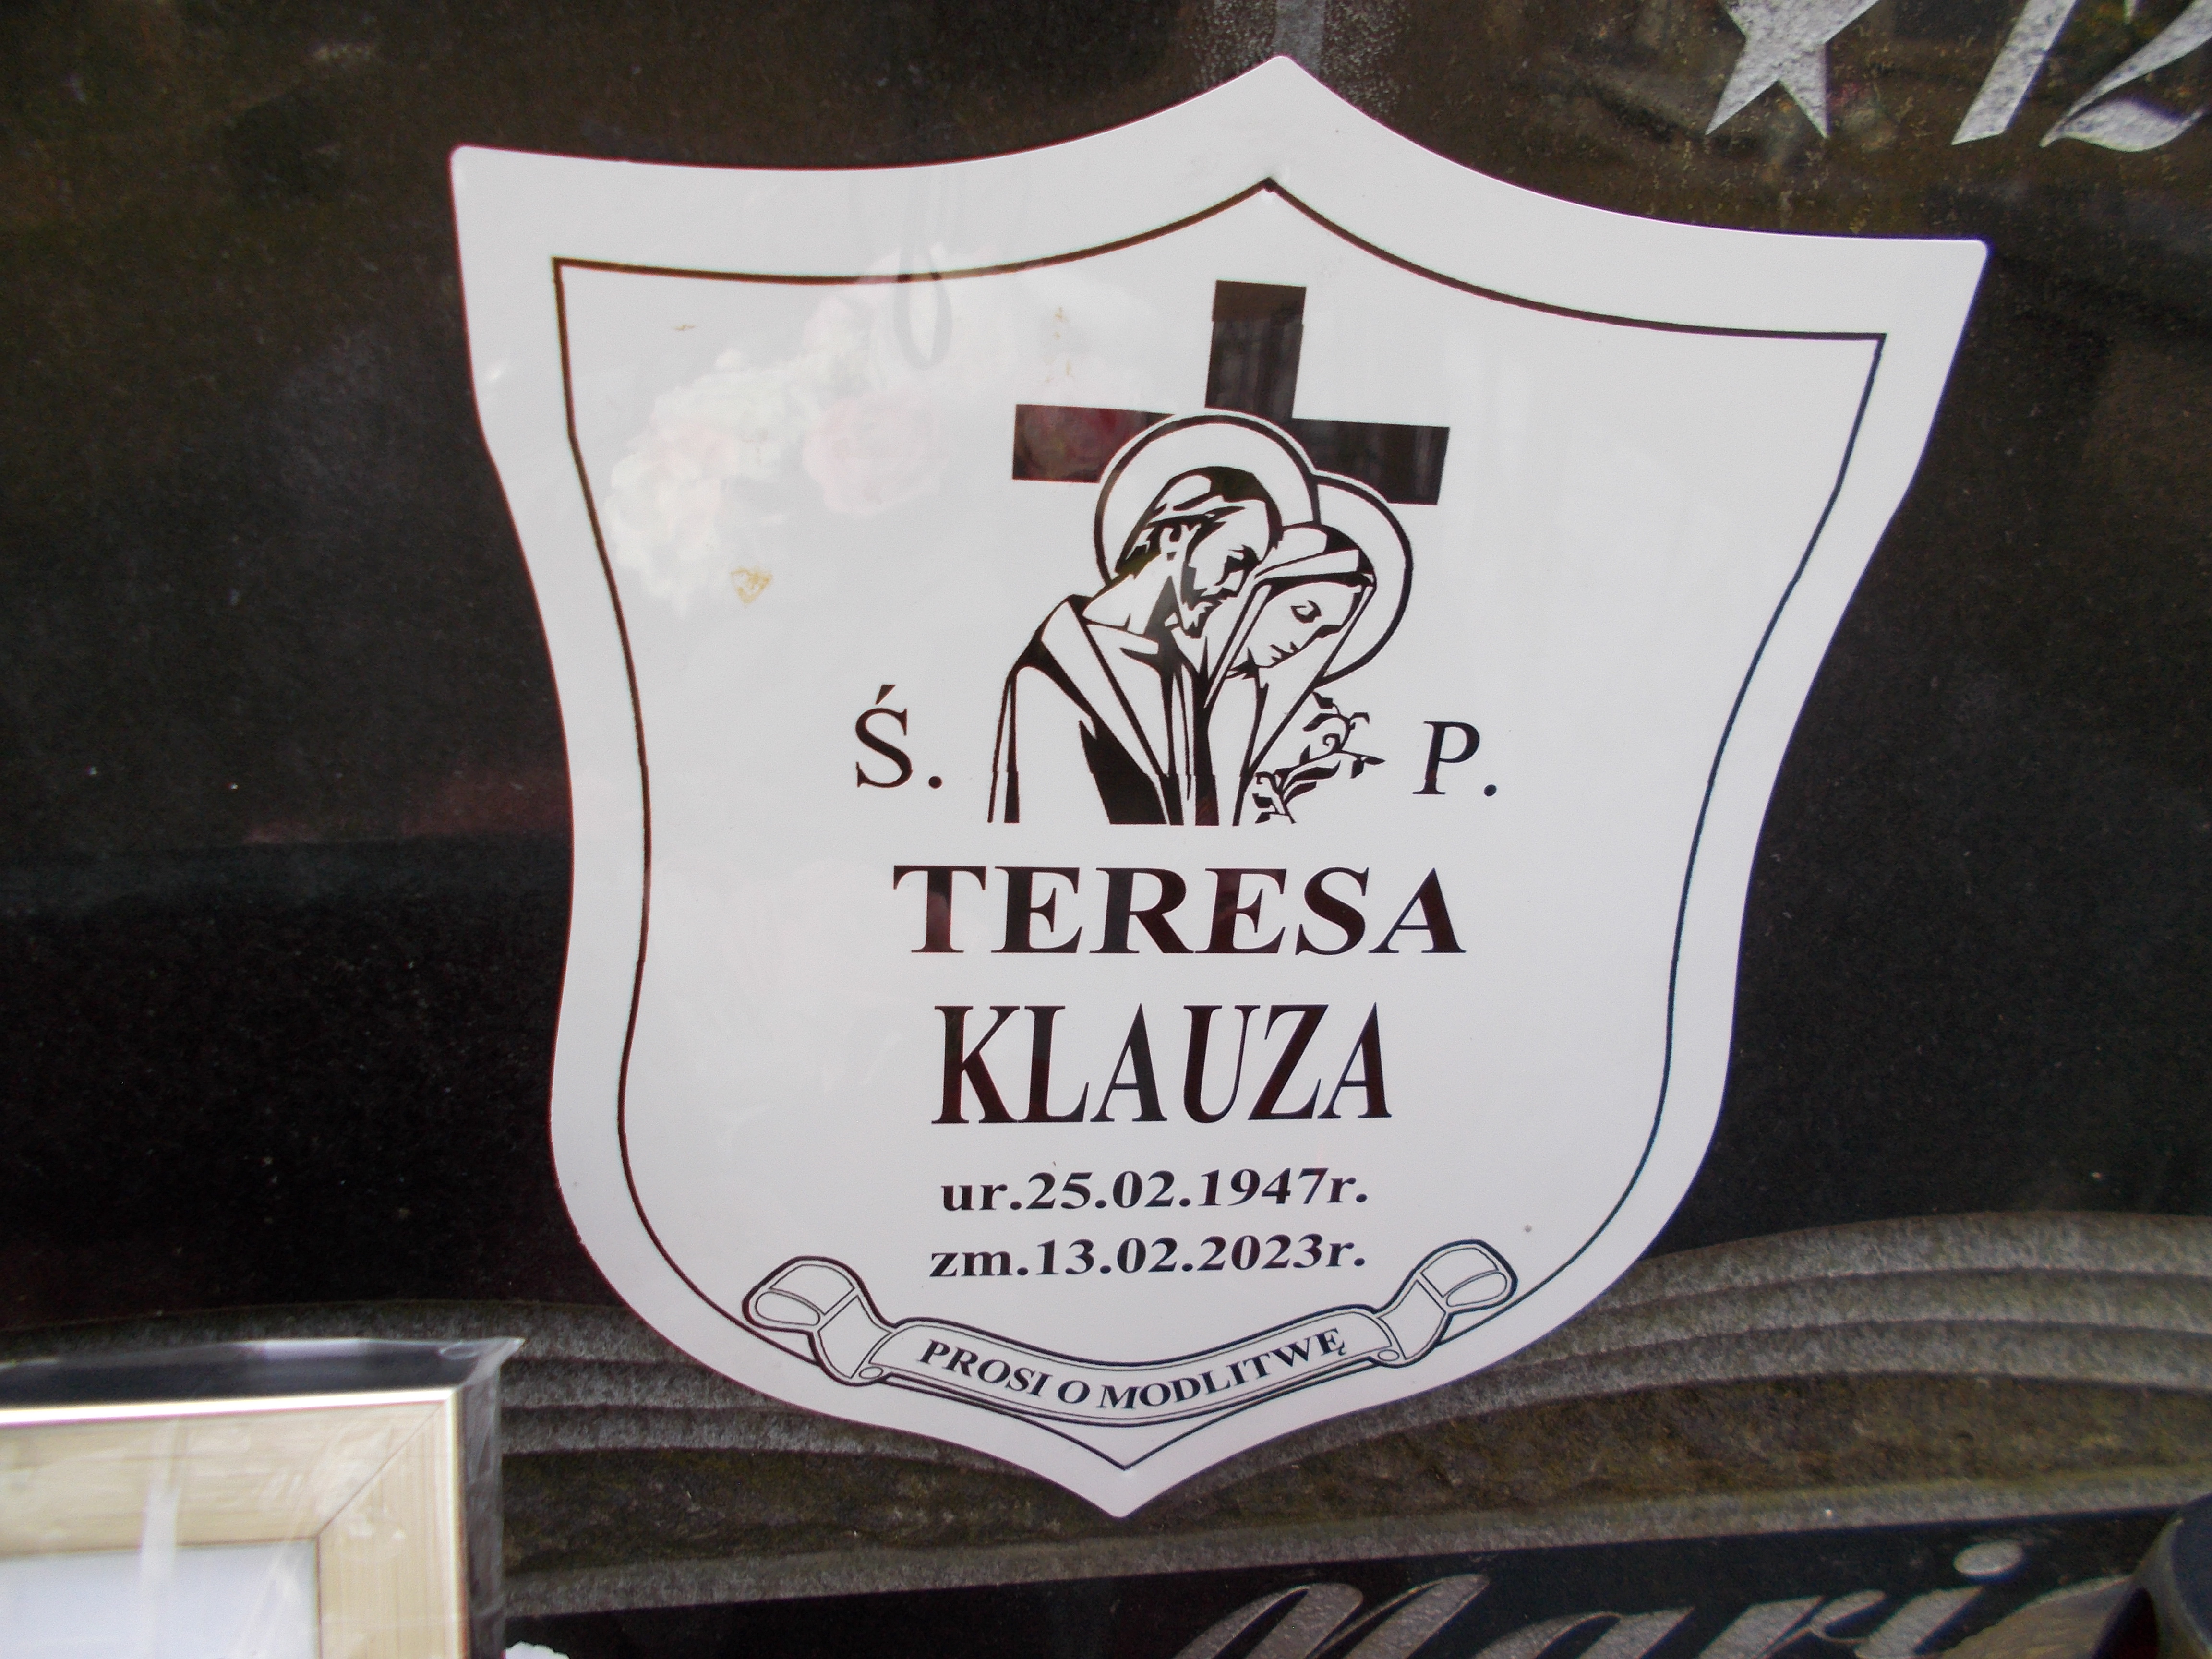 Ś. P.
TERESA
KLAUZA
ur.25.02.1947r.
zm.13.02.2023r.
PROSI O MODLITWĘ